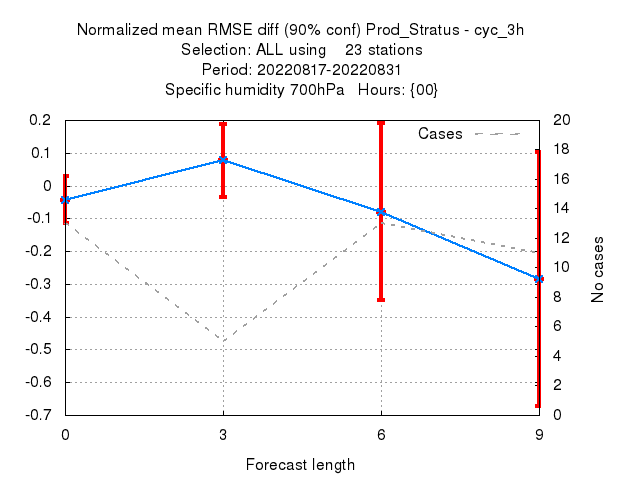 Normalized mean RMSE diff (90% conf) Prod_Stratus - cyc_3h
Selection: ALL using 23 stations
Period: 20220817-20220831
Specific humidity 700hPa Hours: {00}
Cases
0.2
0.1
0
-0.1
-0.2
-0.3
-0.4
-0.5
-0.6
-0.7
20
18
16
14
12
10
8
6
4
2
0
No cases
0 3 6 9
Forecast length